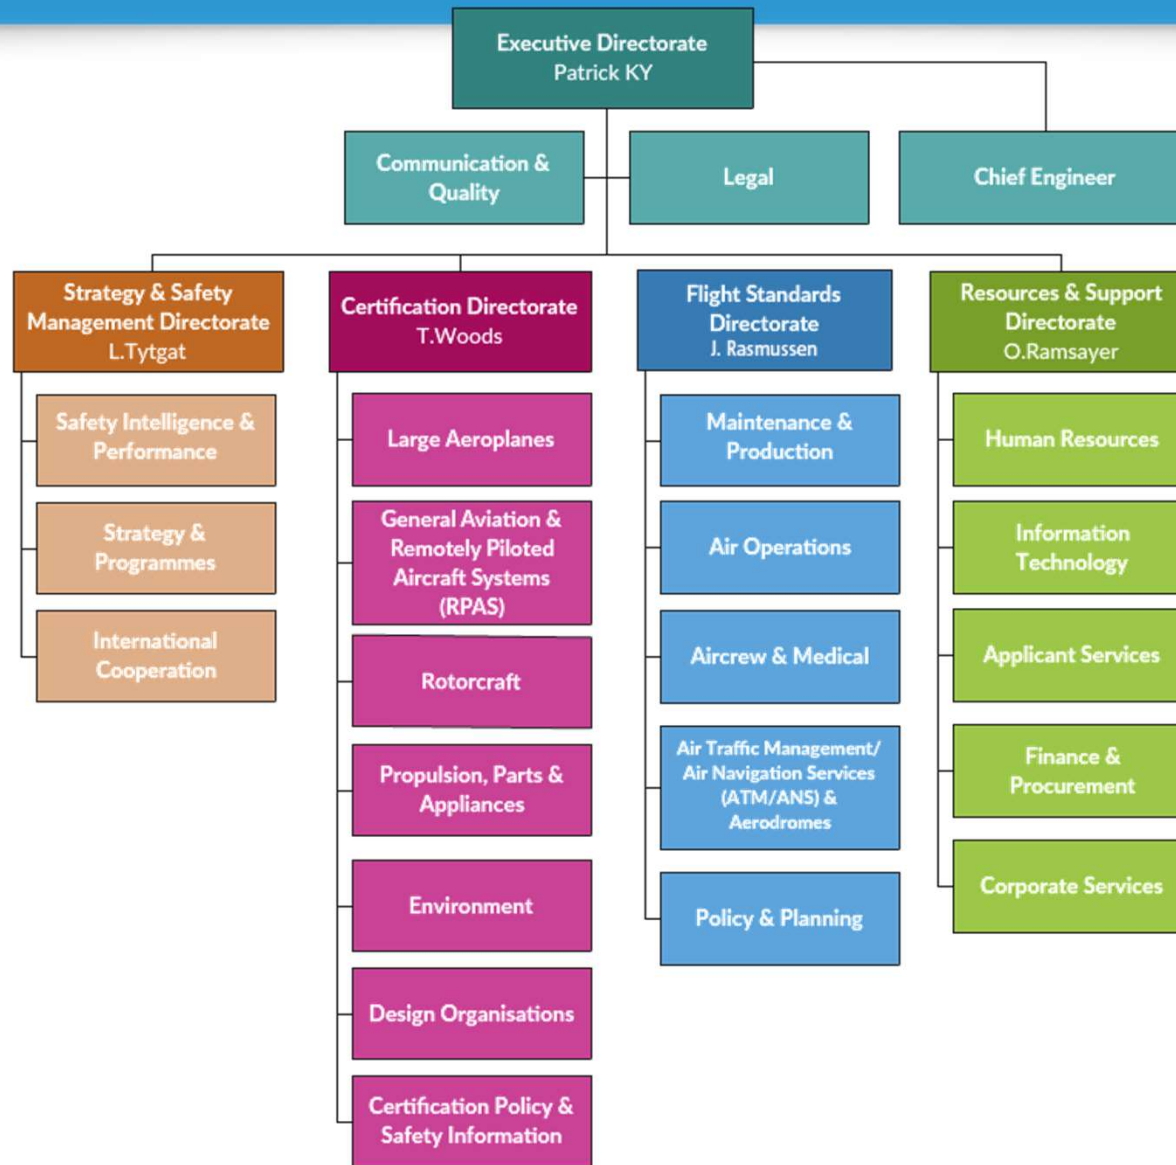 Executive Directorate
Patrick KY
Communication &
Quality
Legal
Chief Engineer
Strategy & Safety
Management Directorate
L.Tytgat
Certification Directorate
T.Woods
Flight Standards
Directorate
J. Rasmussen
Resources & Support
Directorate
O.Ramsayer
Safety Intelligence &
Performance
Strategy &
Programmes
International
Cooperation
Large Aeroplanes
General Aviation &
Remotely Piloted
Aircraft Systems
(RPAS)
Rotorcraft
Propulsion, Parts &
Appliances
Environment
Design Organisations
Certification Policy &
Safety Information
Maintenance &
Production
Air Operations
Aircrew & Medical
Air Traffic Management/
Air Navigation Services
(ATM/ANS) &
Aerodromes
Policy & Planning
Human Resources
Information
Technology
Applicant Services
Finance &
Procurement
Corporate Services